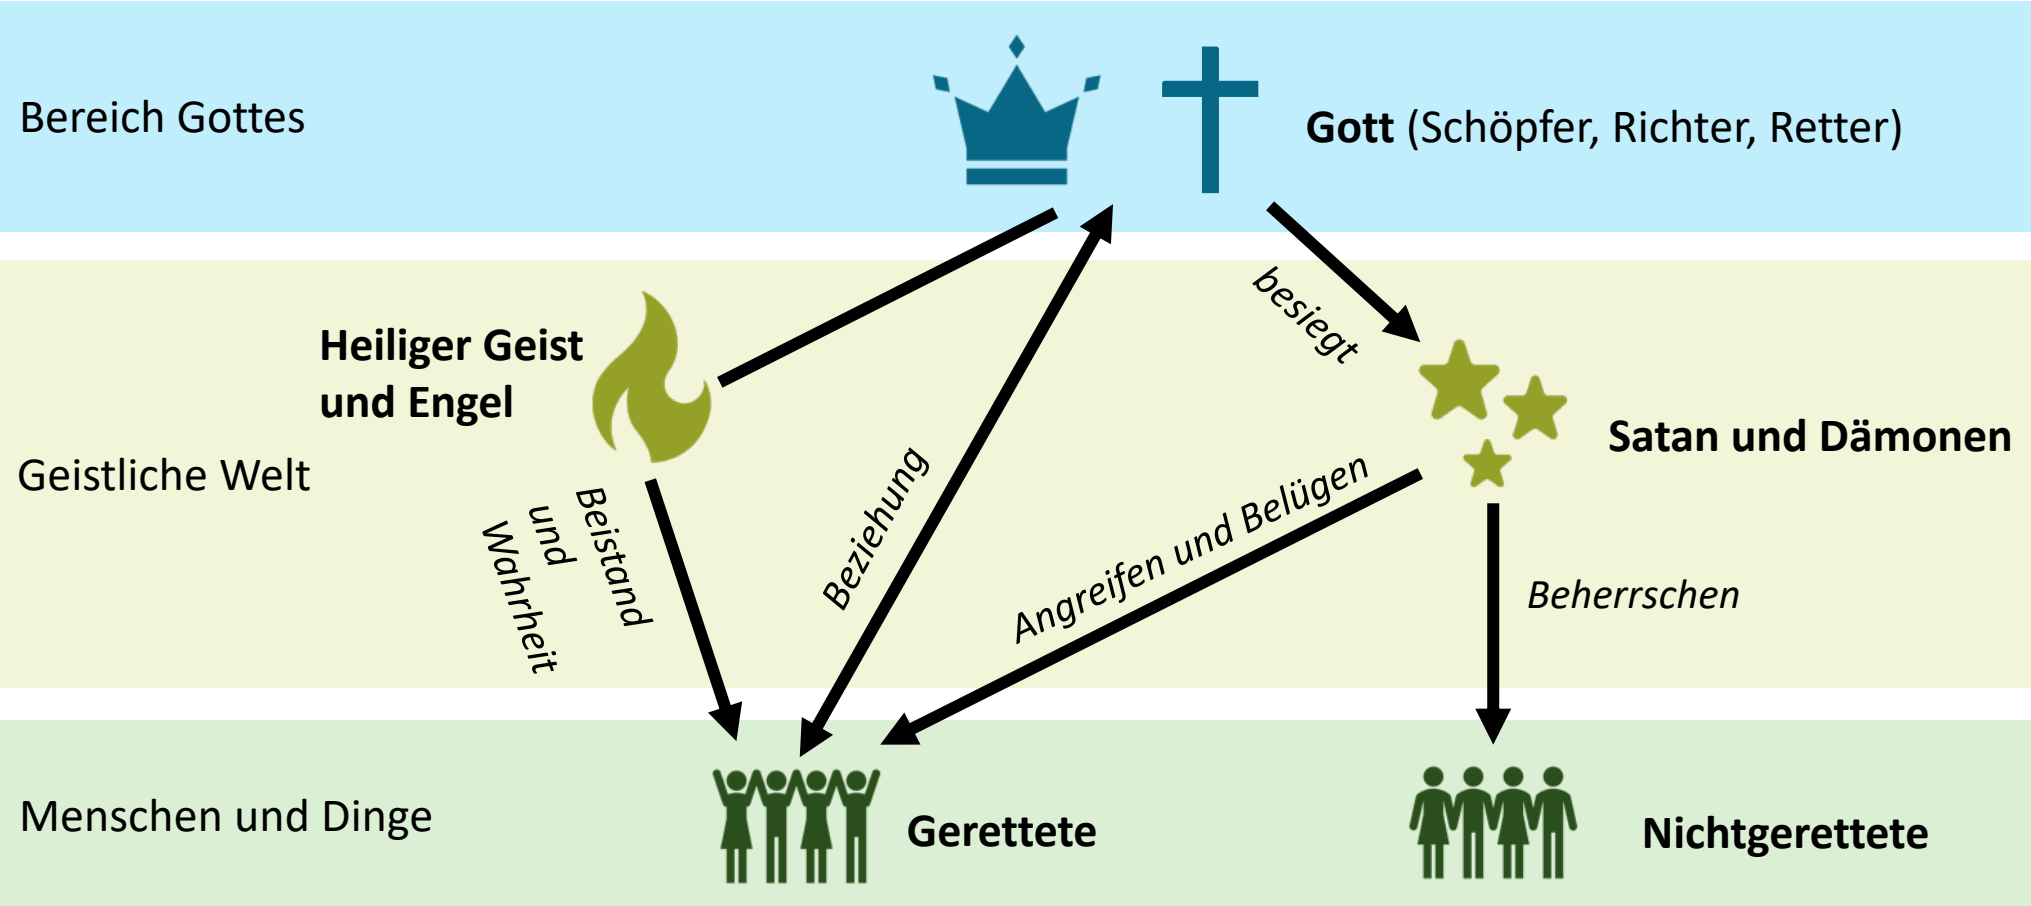 Bereich Gottes
Gott (Schöpfer, Richter, Retter)
besiegt
Heiliger Geist
und Engel
Satan und Dämonen
Geistliche Welt
Beistand
und
Wahrheit
Beziehung
Angreifen und Belügen
Beherrschen
Menschen und Dinge
Gerettete
Nichtgerettete